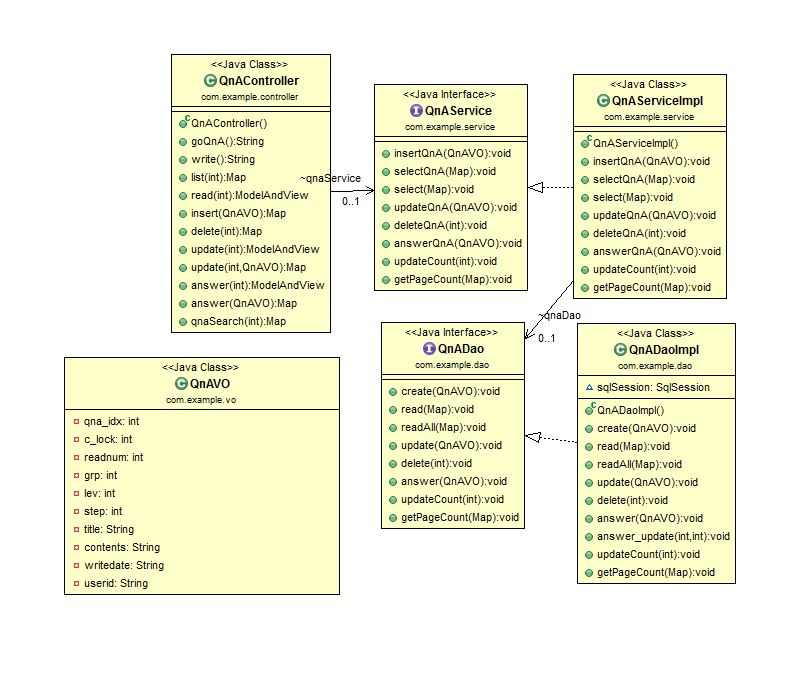 <<Java Class>>
QnAController
com.example.controller
QnAController()
goQnA():String
write():String
list(int):Map
read(int):ModelAndView
insert(QnAVO):Map
delete(int):Map
update(int):ModelAndView
update(int,QnAVO):Map
answer(int):ModelAndView
answer(QnAVO):Map
qnaSearch(int):Map
~qnaService
0..1
<<Java Interface>>
QnAService
com.example.service
insertQnA(QnAVO):void
selectQnA(Map):void
select(Map):void
updateQnA(QnAVO):void
deleteQnA(int):void
answerQnA(QnAVO):void
updateCount(int):void
getPageCount(Map):void
<<Java Class>>
QnAServiceImpl
com.example.service
QnAServiceImpl()
insertQnA(QnAVO):void
selectQnA(Map):void
select(Map):void
updateQnA(QnAVO):void
deleteQnA(int):void
answerQnA(QnAVO):void
updateCount(int):void
getPageCount(Map):void
~qnaDao
0..1
<<Java Class>>
QnAVO
com.example.vo
qna_idx: int
c_lock: int
readnum: int
grp: int
lev: int
step: int
title: String
contents: String
writedate: String
userid: String
<<Java Interface>>
QnADao
com.example.dao
create(QnAVO):void
read(Map):void
readAll(Map):void
update(QnAVO):void
delete(int):void
answer(QnAVO):void
updateCount(int):void
getPageCount(Map):void
<<Java Class>>
QnADaoImpl
com.example.dao
sqlSession: SqlSession
QnADaoImpl()
create(QnAVO):void
read(Map):void
readAll(Map):void
update(QnAVO):void
delete(int):void
answer(QnAVO):void
answer_update(int,int):void
updateCount(int):void
getPageCount(Map):void